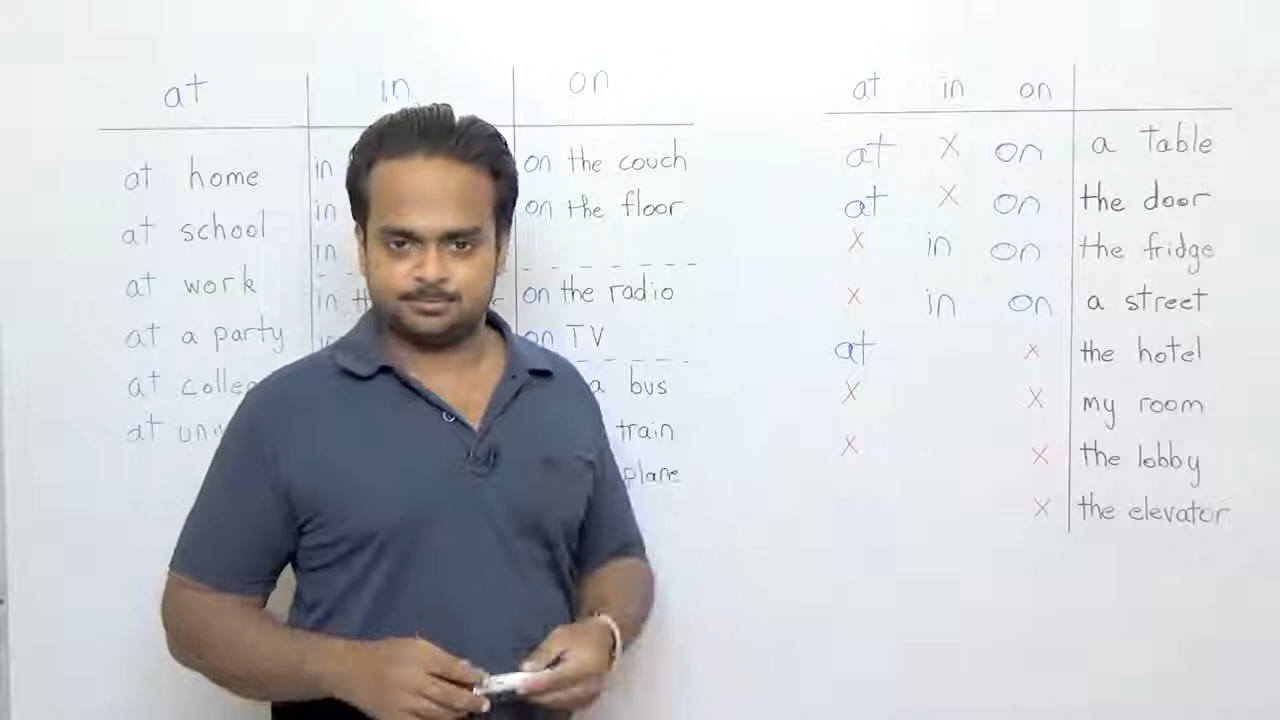 at in on
at home in on the couch
at school in on the floor
at work in
at a party in on the radio
at on TV
a bus
train
plane
at in on
at X on a table
at X on the door
X in on the fridge
X in on a street
at X the hotel
X X my room
X X the lobby
X the elevator